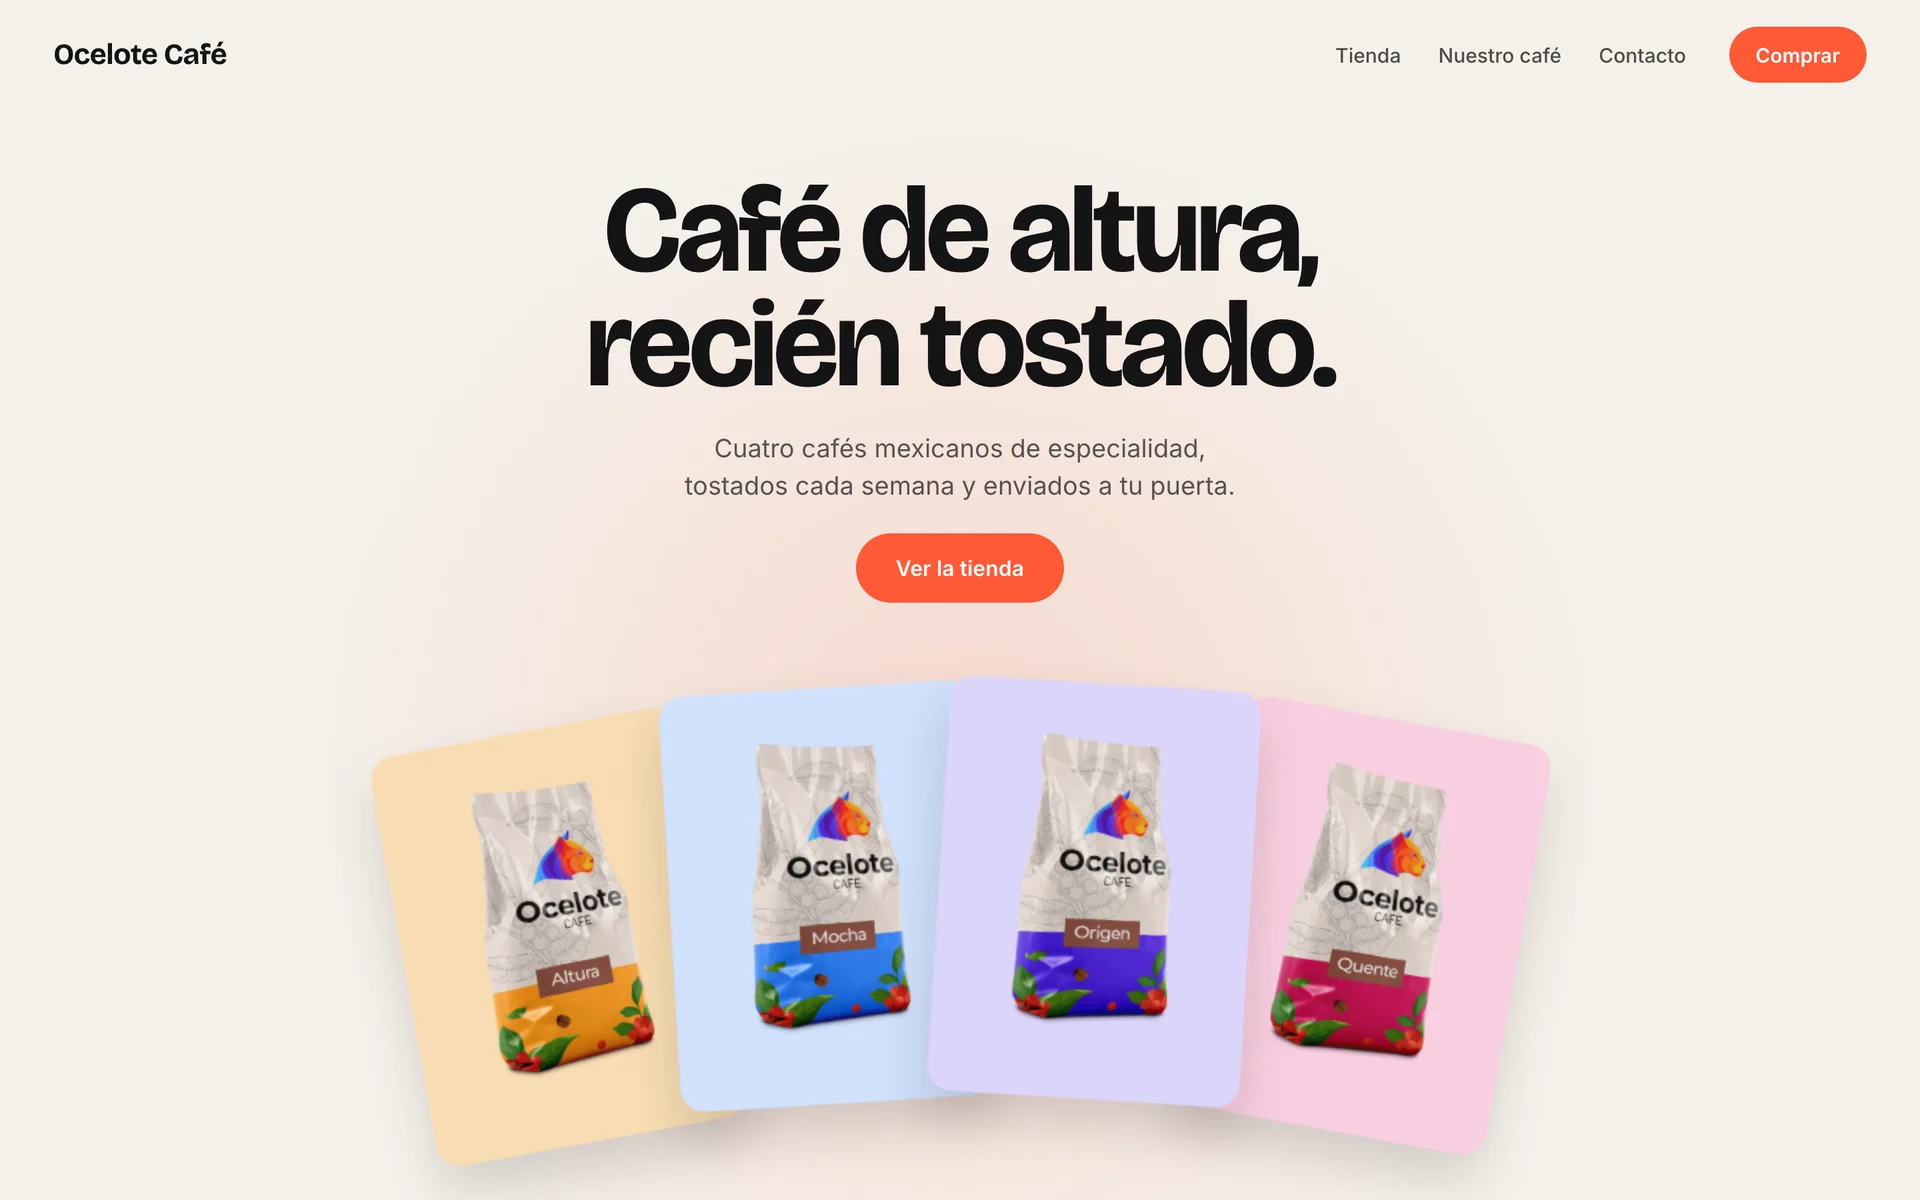 Ocelote Café
Tienda
Nuestro café
Contacto
Comprar
Café de altura,
recién tostado.
Cuatro cafés mexicanos de especialidad,
tostados cada semana y enviados a tu puerta.
Ver la tienda
Ocelote
CAFE
Altura
Ocelote
CAFE
Mocha
Ocelote
CAFE
Origen
Ocelote
CAFE
Quente